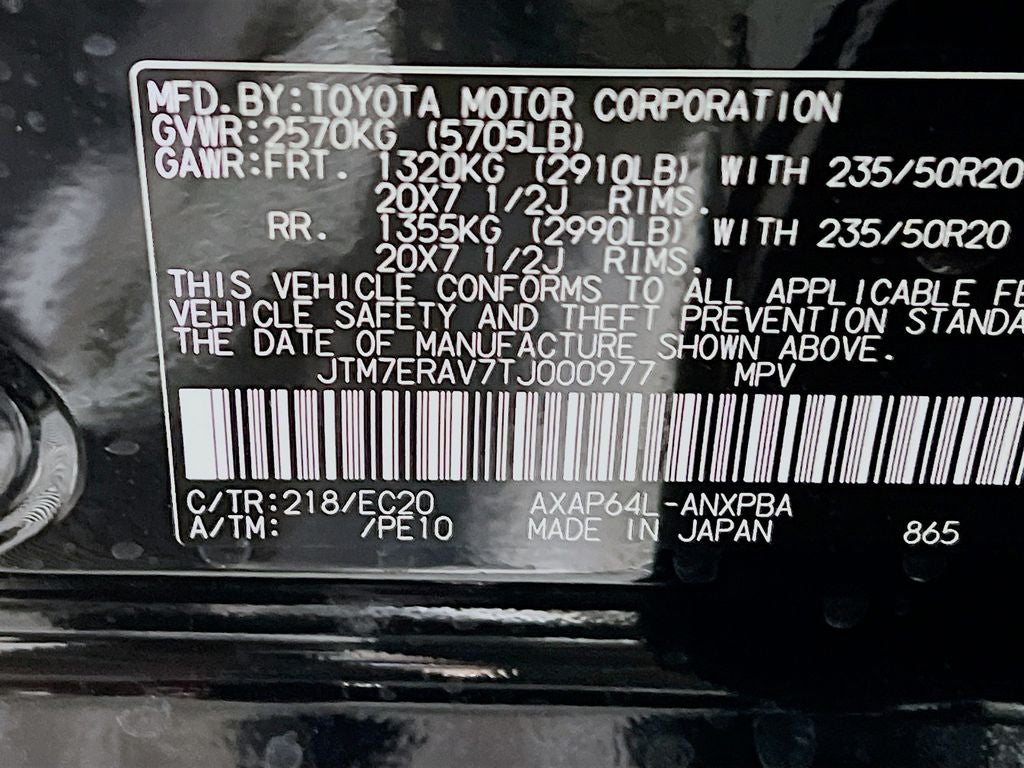 MFD.BY:TOYOTA MOTOR CORPORATION
GVWR:2570KG (5705LB)
GAWR:FRT. 1320KG (2910LB) WITH 235/50R20
20X7 1/2J RIMS.
RR. 1355KG (2990LB) WITH 235/50R20
20X7 1/2J RIMS.
THIS VEHICLE CONFORMS TO ALL APPLICABLE FE
VEHICLE SAFETY AND THEFT PREVENTION STANDA
THE DATE OF MANUFACTURE SHOWN ABOVE.
JTM7ERAV7TJ000977 MPV
C/TR:218/EC20 AXAP64L-ANXPBA
A/TM: /PE10 MADE IN JAPAN 865